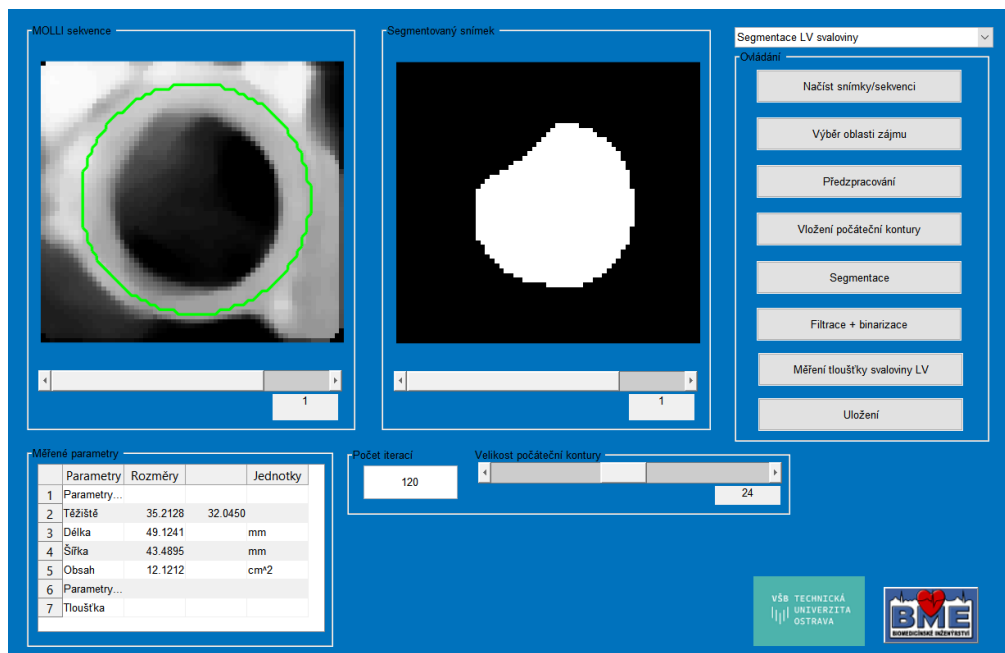 MOLLI sekvence
Segmentovaný snímek
Segmentace LV svaloviny
Ovládání
Načíst snímky/sekvenci
Výběr oblasti zájmu
Předzpracování
Vložení počáteční kontury
Segmentace
Filtrace + binarizace
Měření tloušťky svaloviny LV
Uložení
1
1
Měřené parametry
Parametry Rozměry Jednotky
1 Parametry...
2 Těžiště 35.2128 32.0450
3 Délka 49.1241 mm
4 Šířka 43.4895 mm
5 Obsah 12.1212 cm^2
6 Parametry...
7 Tloušťka
Počet iterací
120
Velikost počáteční kontury
24
VŠB TECHNICKÁ
UNIVERZITA
OSTRAVA
BME
BIOMEDICÍNSKÉ INŽENÝRSTVÍ